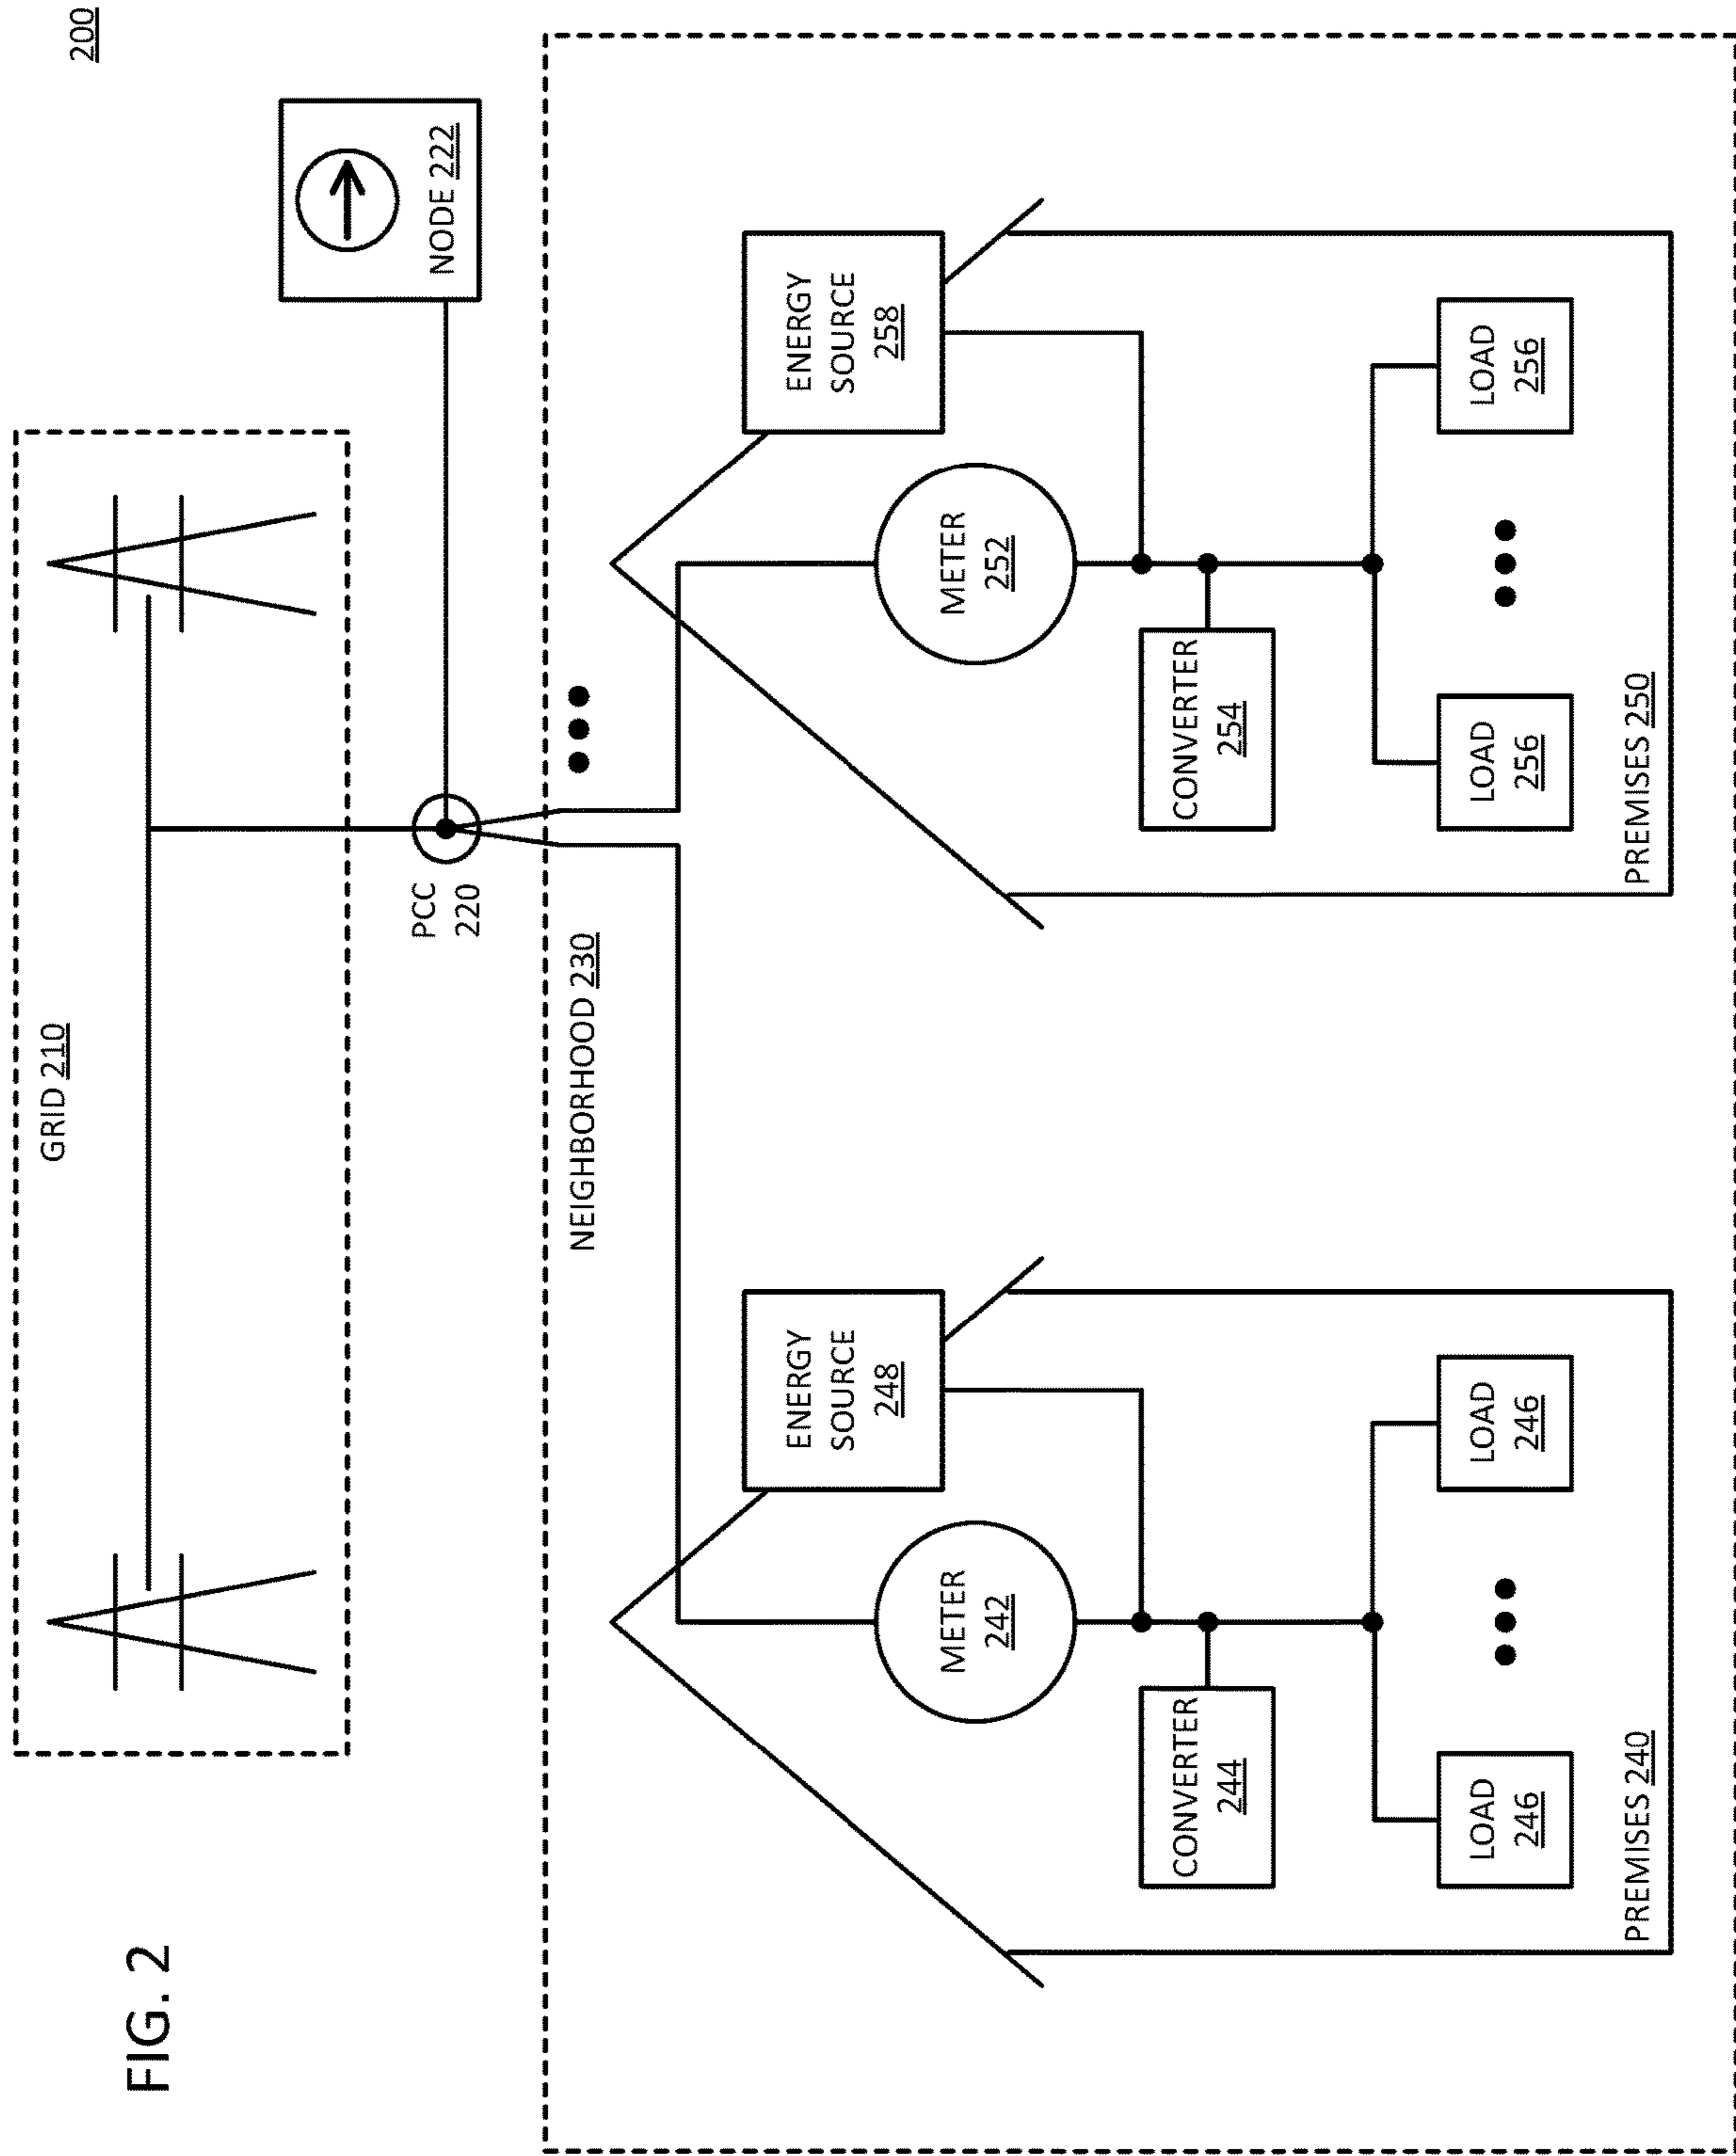 FIG. 2
200
GRID 210
PCC
220
NODE 222
NEIGHBORHOOD 230
ENERGY
SOURCE
248
METER
242
CONVERTER
244
LOAD
246
LOAD
246
PREMISES 240
ENERGY
SOURCE
258
METER
252
CONVERTER
254
LOAD
256
LOAD
256
PREMISES 250